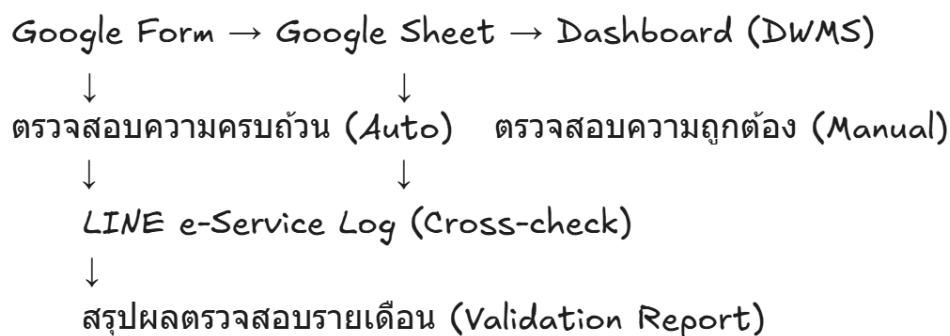 Google Form → Google Sheet → Dashboard (DWMS)
↓ ↓
ตรวจสอบความครบถ้วน (Auto) ตรวจสอบความถูกต้อง (Manual)
↓ ↓
LINE e-Service Log (Cross-check)
↓
สรุปผลตรวจสอบรายเดือน (Validation Report)